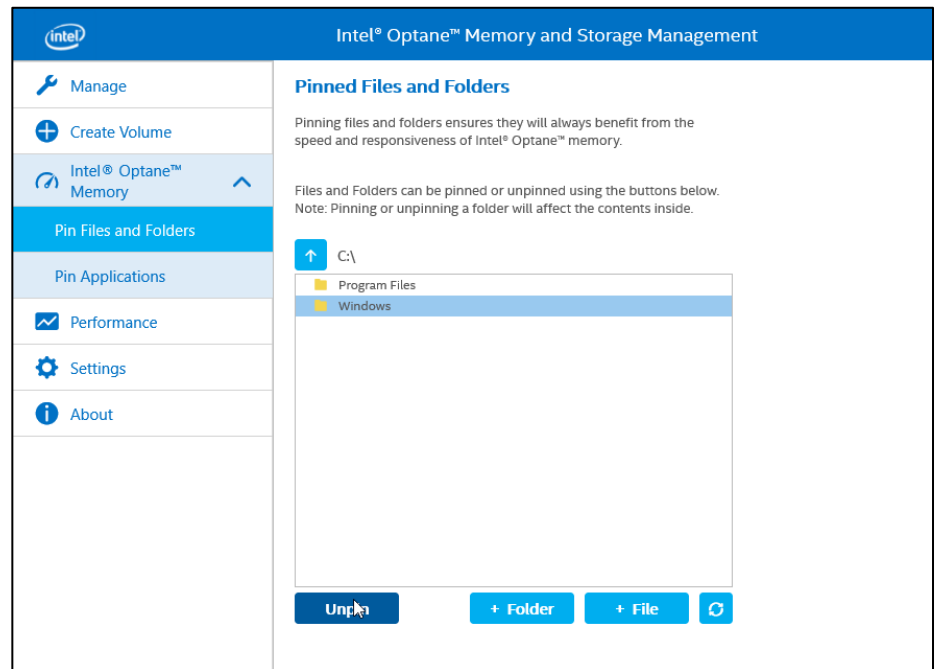 intel
Intel® Optane™ Memory and Storage Management
Manage
Create Volume
Intel® Optane™
Memory
Pin Files and Folders
Pin Applications
Performance
Settings
About
Pinned Files and Folders
Pinning files and folders ensures they will always benefit from the
speed and responsiveness of Intel® Optane™ memory.
Files and Folders can be pinned or unpinned using the buttons below.
Note: Pinning or unpinning a folder will affect the contents inside.
C:\
Program Files
Windows
Unpin
+ Folder
+ File